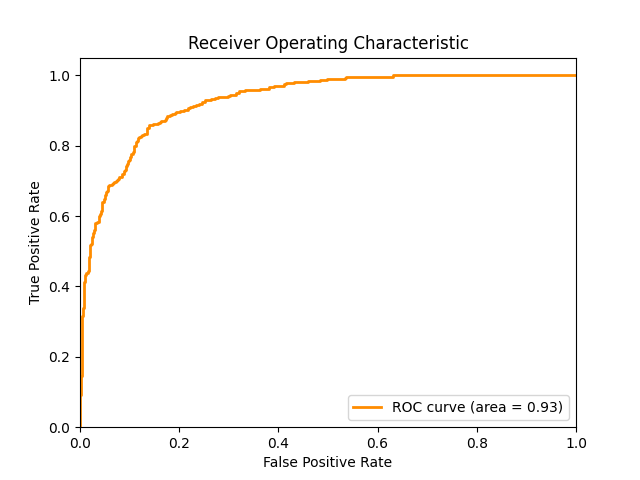 Receiver Operating Characteristic
True Positive Rate
1.0
0.8
0.6
0.4
0.2
0.0
0.0 0.2 0.4 0.6 0.8 1.0
False Positive Rate
ROC curve (area = 0.93)